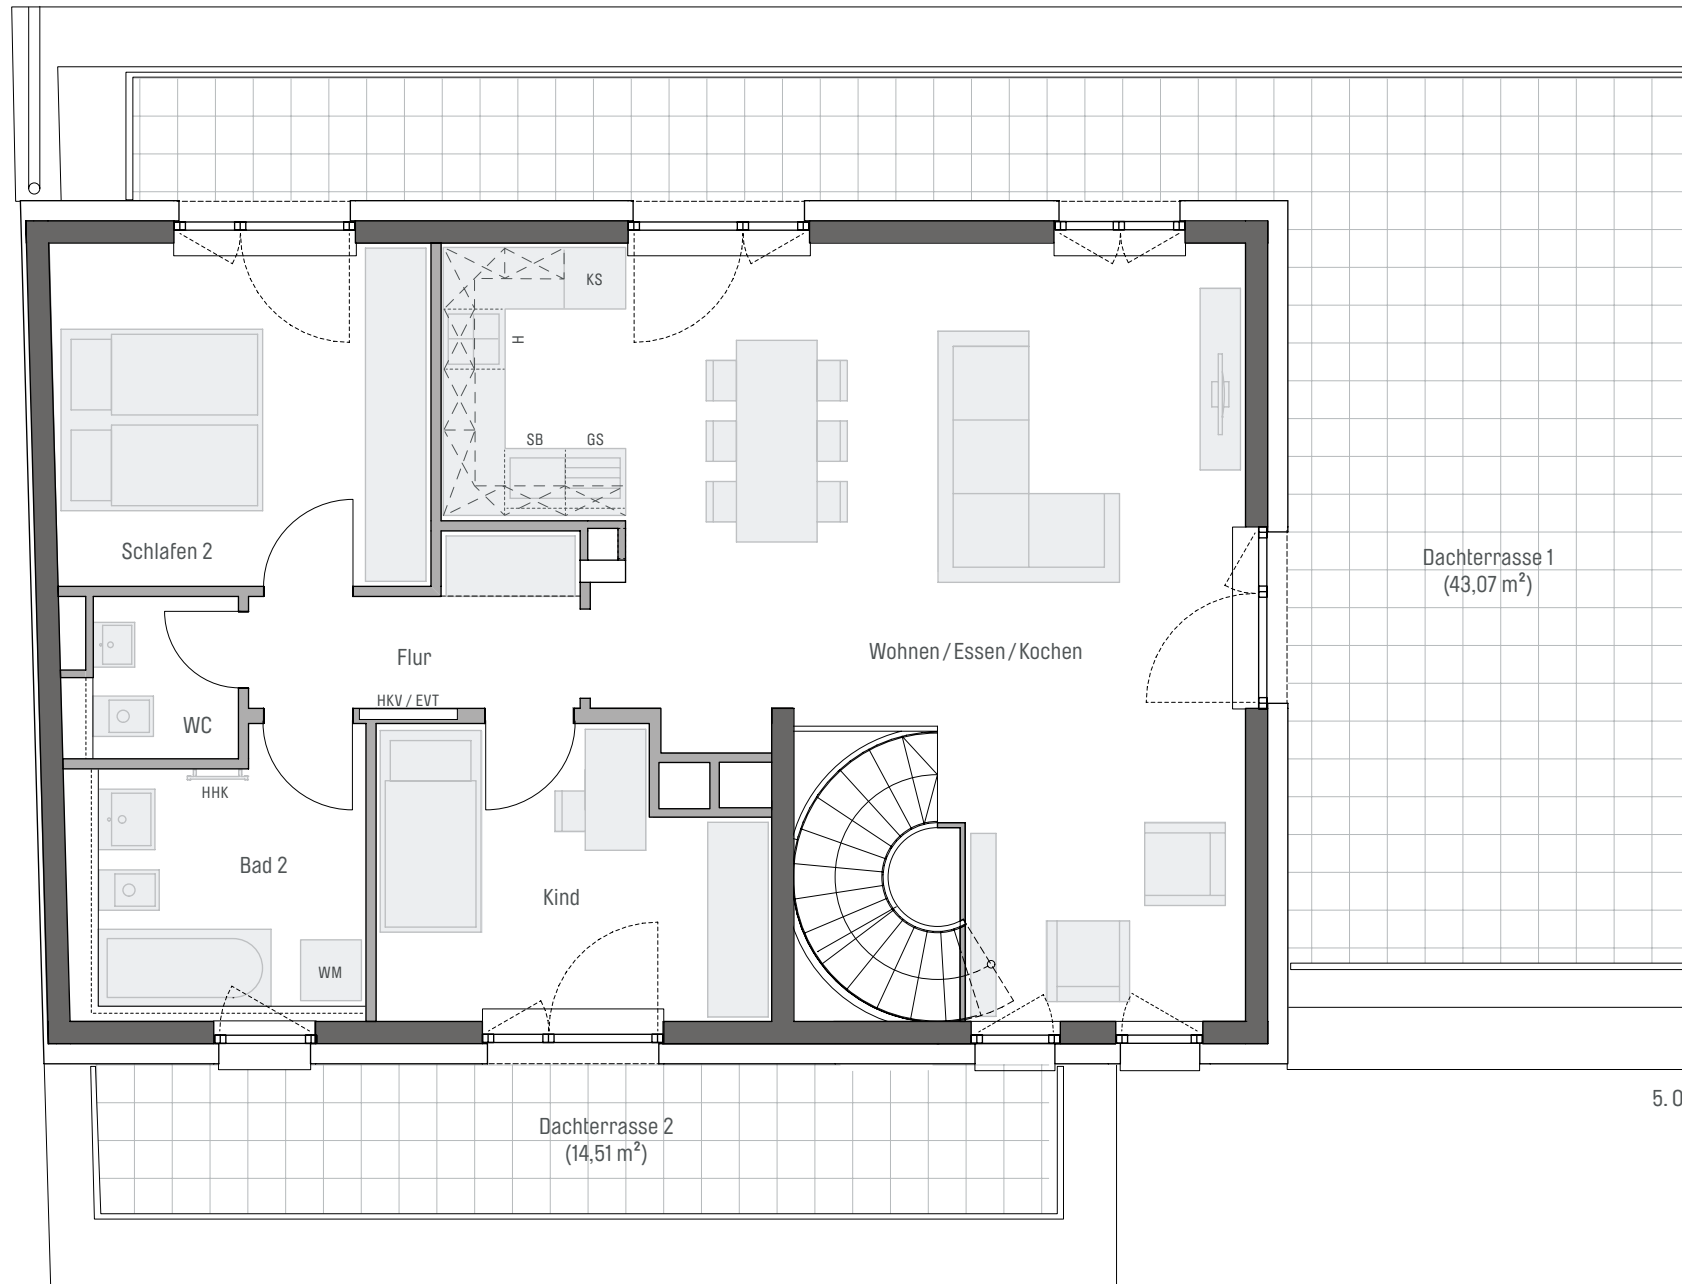 KS
H
SB
GS
Schlafen 2
Dachterrasse 1
(43,07 m²)
Flur
Wohnen / Essen / Kochen
HKV / EVT
WC
HHK
Bad 2
Kind
WM
5. O
Dachterrasse 2
(14,51 m²)